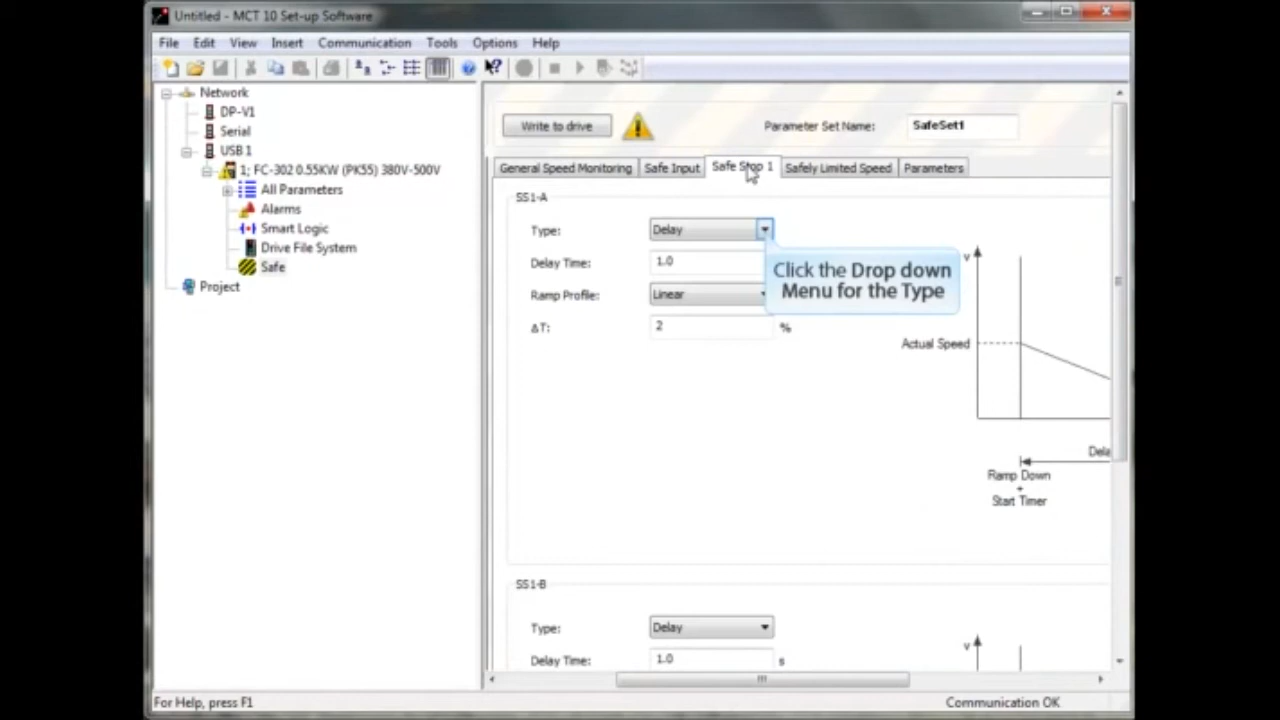 Untitled - MCT 10 Set-up Software
File Edit View Insert Communication Tools Options Help
Network
DP-V1
Serial
USB 1
1; FC-302 0.55KW (PK55) 380V-500V
All Parameters
Alarms
Smart Logic
Drive File System
Safe
Project
Write to drive
Parameter Set Name: SafeSet1
General Speed Monitoring Safe Input Safe Stop 1 Safely Limited Speed Parameters
SS1-A
Type: Delay
Delay Time: 1.0
Ramp Profile: Linear
ΔT: 2 %
Click the Drop down
Menu for the Type
v
Actual Speed
Dela
Ramp Down
+
Start Timer
SS1-B
Type: Delay
Delay Time: 1.0 s
v
For Help, press F1
Communication OK